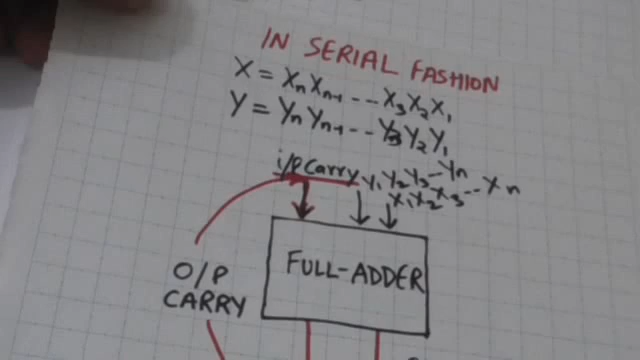 IN SERIAL FASHION
X = Xn Xn-1 --- X3 X2 X1
Y = Yn Yn-1 --- Y3 Y2 Y1
i/p carry Y1 Y2 Y3 -- Yn
X1 X2 X3 --- Xn
FULL-ADDER
O/P
CARRY